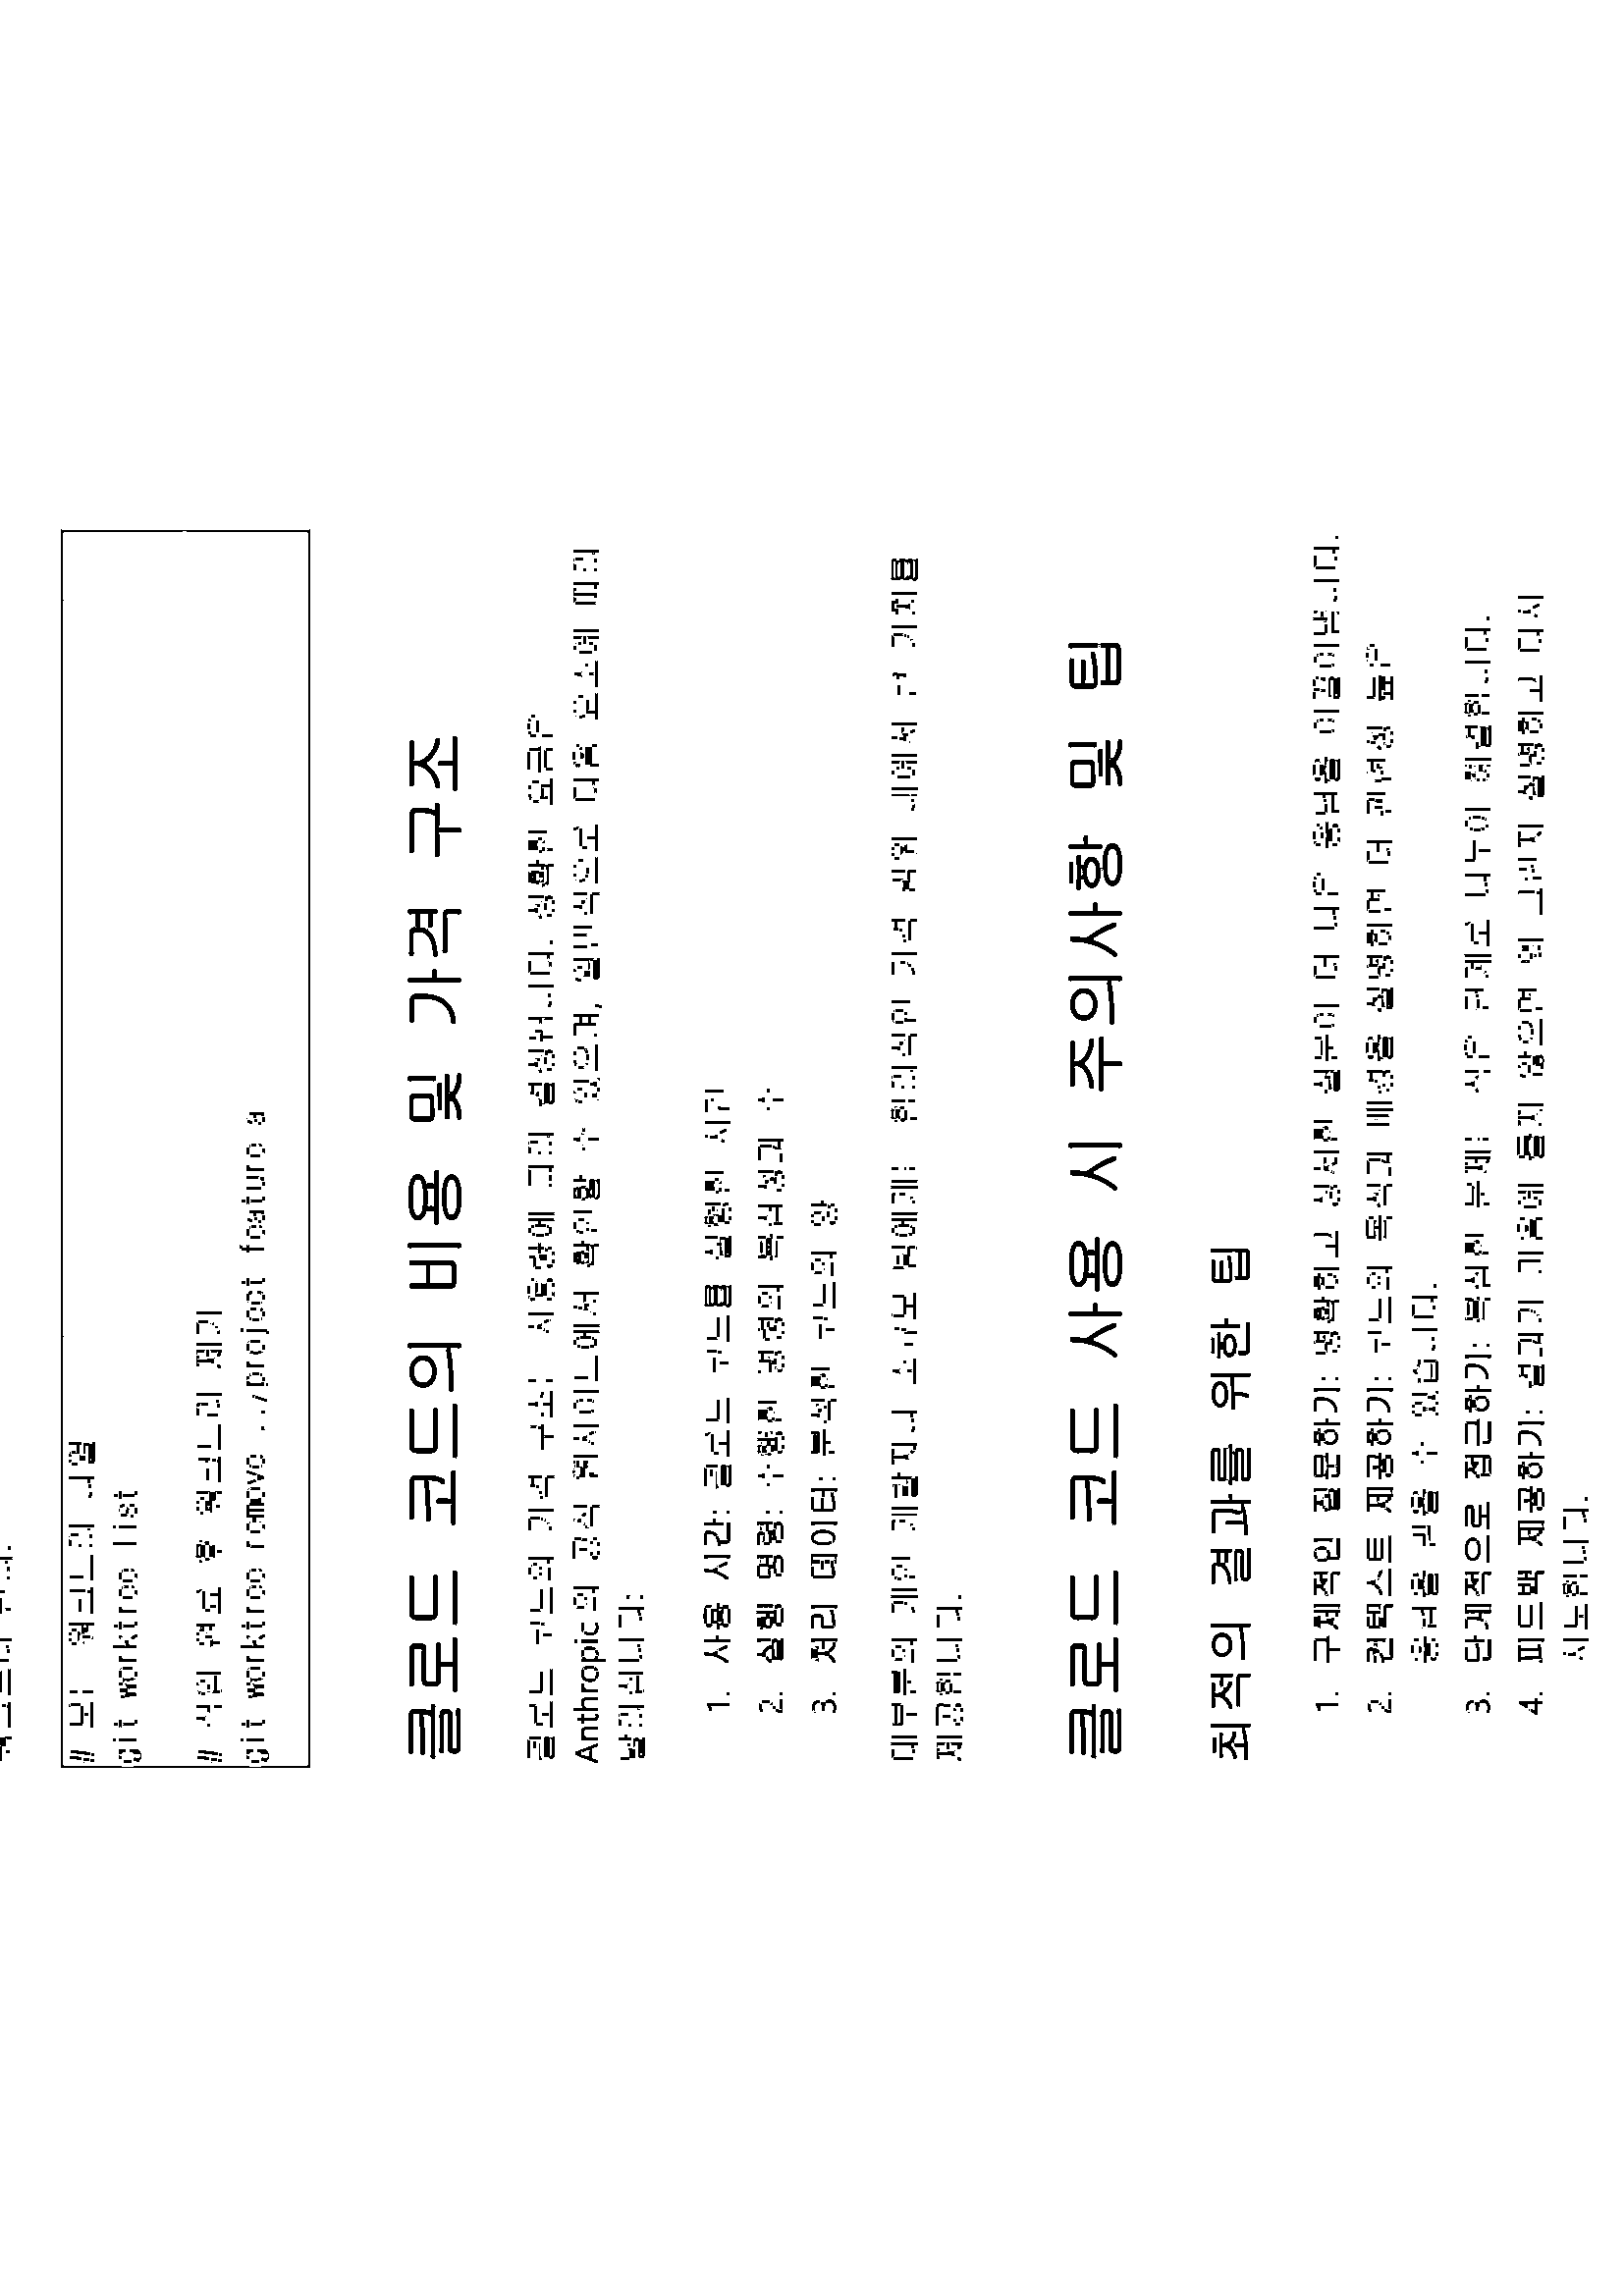 # 모든 워크트리 나열
git worktree list
# 작업 완료 후 워크트리 제거
git worktree remove ../project-feature-a
클로드 코드의 비용 및 가격 구조
클로드 코드의 가격 구조는 사용량에 따라 결정됩니다. 정확한 요금은
Anthropic의 공식 웹사이트에서 확인할 수 있으며, 일반적으로 다음 요소에 따라
달라집니다:
1. 사용 시간: 클로드 코드를 실행한 시간
2. 실행 명령: 수행한 명령의 복잡성과 수
3. 처리 데이터: 분석한 코드의 양
대부분의 개인 개발자나 소규모 팀에게는 합리적인 가격 범위 내에서 큰 가치를
제공합니다.
클로드 코드 사용 시 주의사항 및 팁
최적의 결과를 위한 팁
1. 구체적인 질문하기: 명확하고 상세한 질문이 더 나은 응답을 이끌어냅니다.
2. 컨텍스트 제공하기: 코드의 목적과 배경을 설명하면 더 관련성 높은
응답을 받을 수 있습니다.
3. 단계적으로 접근하기: 복잡한 문제는 작은 단계로 나누어 해결합니다.
4. 피드백 제공하기: 결과가 기대에 미치지 않으면 왜 그런지 설명하고 다시
시도합니다.